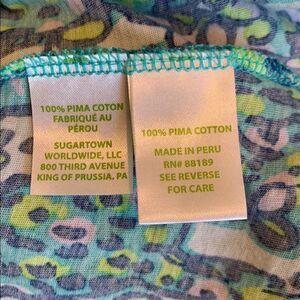 100% PIMA COTON
FABRIQUÉ AU
PÉROU
SUGARTOWN
WORLDWIDE, LLC
800 THIRD AVENUE
KING OF PRUSSIA, PA
100% PIMA COTTON
MADE IN PERU
RN# 88189
SEE REVERSE
FOR CARE